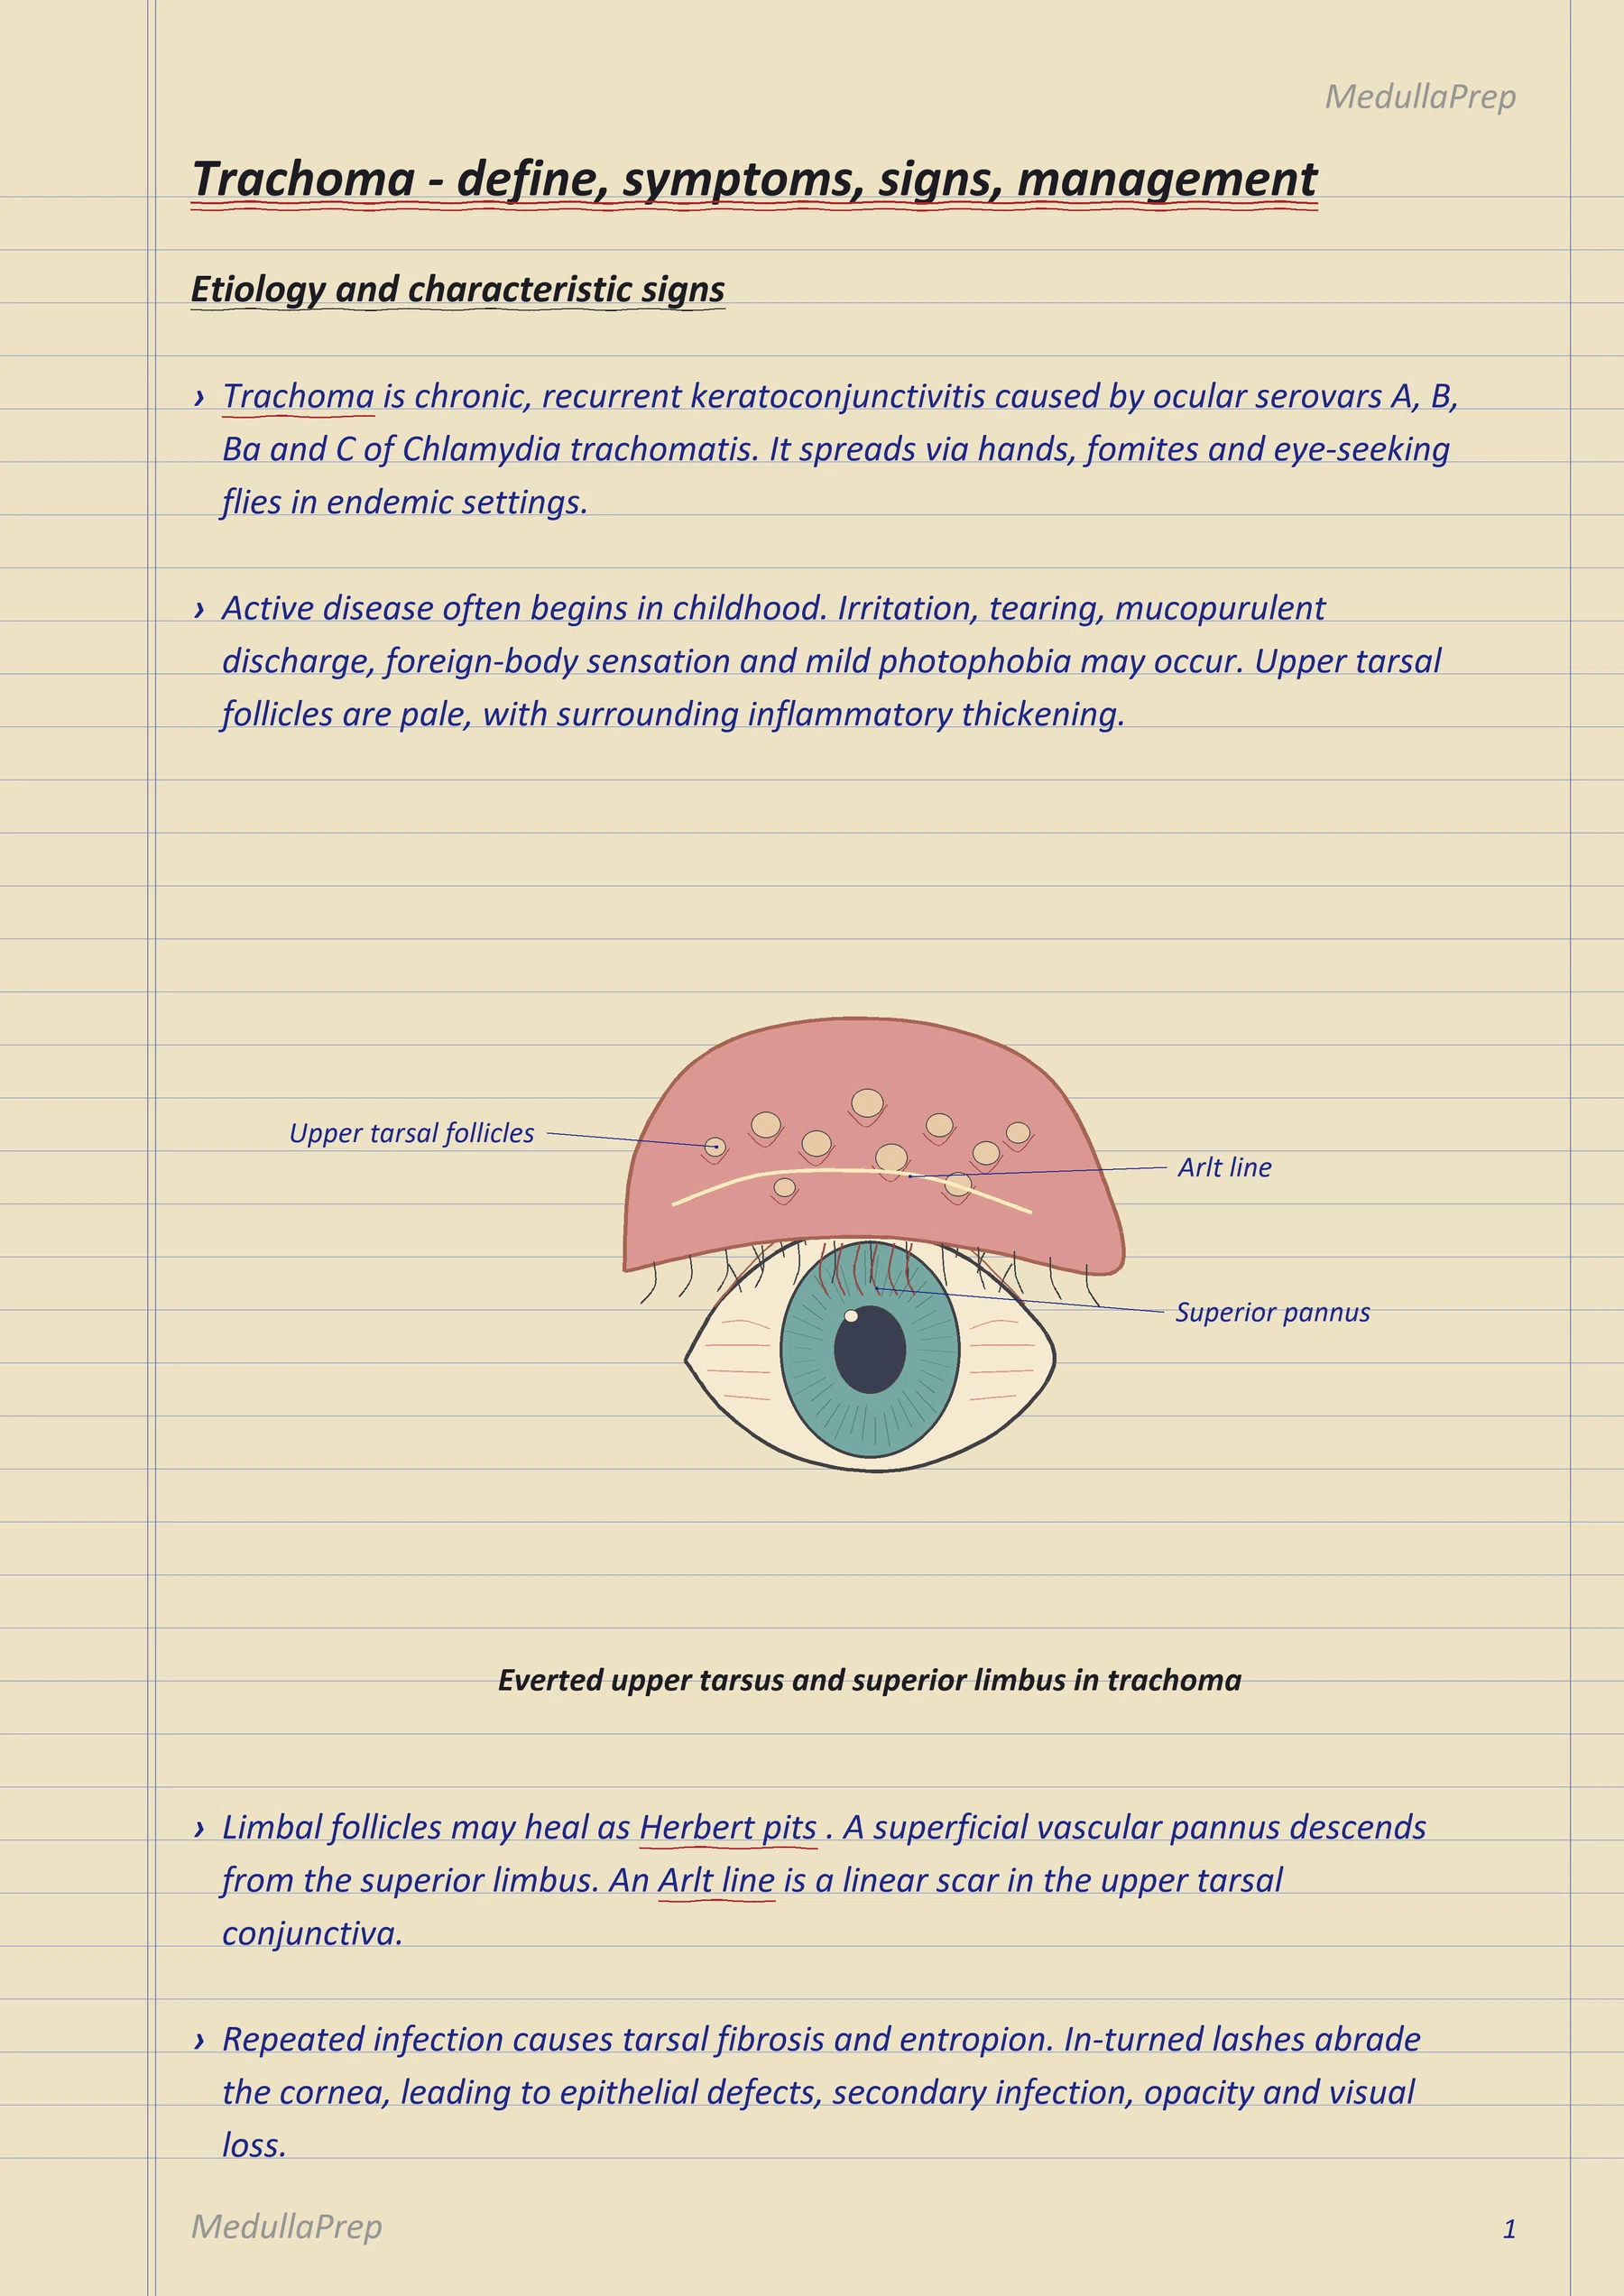 MedullaPrep
Trachoma - define, symptoms, signs, management
Etiology and characteristic signs
› Trachoma is chronic, recurrent keratoconjunctivitis caused by ocular serovars A, B,
Ba and C of Chlamydia trachomatis. It spreads via hands, fomites and eye-seeking
flies in endemic settings.
› Active disease often begins in childhood. Irritation, tearing, mucopurulent
discharge, foreign-body sensation and mild photophobia may occur. Upper tarsal
follicles are pale, with surrounding inflammatory thickening.
Upper tarsal follicles
Arlt line
Superior pannus
Everted upper tarsus and superior limbus in trachoma
› Limbal follicles may heal as Herbert pits . A superficial vascular pannus descends
from the superior limbus. An Arlt line is a linear scar in the upper tarsal
conjunctiva.
› Repeated infection causes tarsal fibrosis and entropion. In-turned lashes abrade
the cornea, leading to epithelial defects, secondary infection, opacity and visual
loss.
MedullaPrep
1